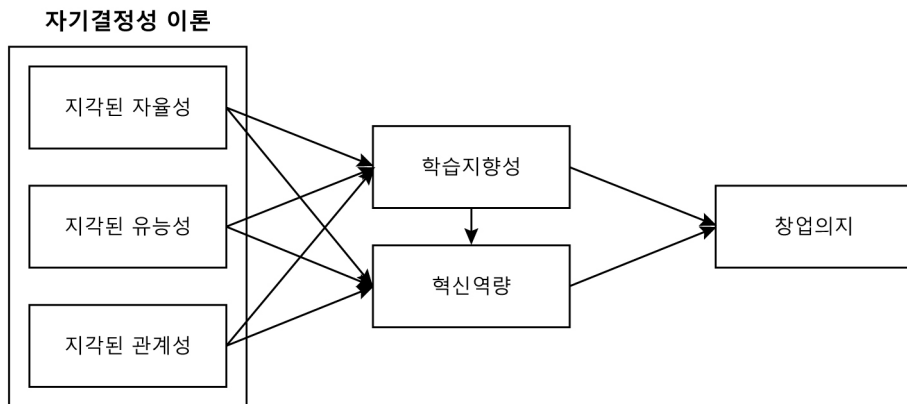 자기결정성 이론
지각된 자율성
지각된 유능성
지각된 관계성
학습지향성
혁신역량
창업의지